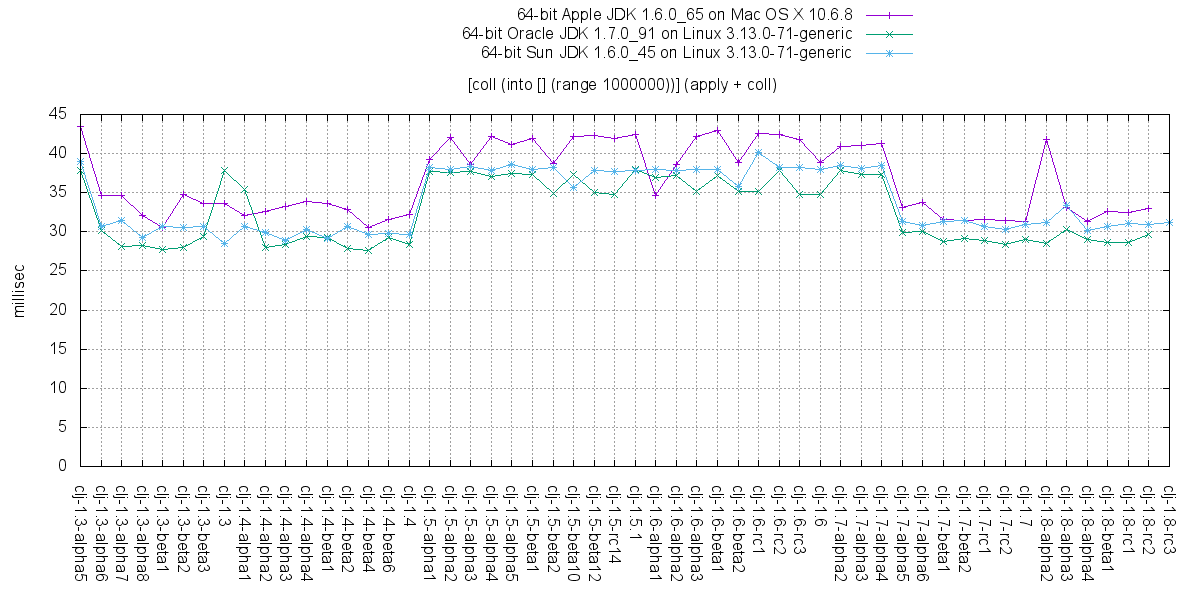 64-bit Apple JDK 1.6.0_65 on Mac OS X 10.6.8
64-bit Oracle JDK 1.7.0_91 on Linux 3.13.0-71-generic
64-bit Sun JDK 1.6.0_45 on Linux 3.13.0-71-generic
[coll (into [] (range 1000000))] (apply + coll)
45
40
35
30
25
20
15
10
5
0
millisec
clj-1.3-alpha5
clj-1.3-alpha6
clj-1.3-alpha7
clj-1.3-alpha8
clj-1.3-beta1
clj-1.3-beta2
clj-1.3-beta3
clj-1.3
clj-1.4-alpha1
clj-1.4-alpha2
clj-1.4-alpha3
clj-1.4-alpha4
clj-1.4-beta1
clj-1.4-beta2
clj-1.4-beta4
clj-1.4-beta6
clj-1.4
clj-1.5-alpha1
clj-1.5-alpha2
clj-1.5-alpha3
clj-1.5-alpha4
clj-1.5-alpha5
clj-1.5-beta1
clj-1.5-beta2
clj-1.5-beta10
clj-1.5-beta12
clj-1.5-rc14
clj-1.5.1
clj-1.6-alpha1
clj-1.6-alpha2
clj-1.6-alpha3
clj-1.6-beta1
clj-1.6-beta2
clj-1.6-rc1
clj-1.6-rc2
clj-1.6-rc3
clj-1.6
clj-1.7-alpha2
clj-1.7-alpha3
clj-1.7-alpha4
clj-1.7-alpha5
clj-1.7-alpha6
clj-1.7-beta1
clj-1.7-beta2
clj-1.7-rc1
clj-1.7-rc2
clj-1.7
clj-1.8-alpha2
clj-1.8-alpha3
clj-1.8-alpha4
clj-1.8-beta1
clj-1.8-rc1
clj-1.8-rc2
clj-1.8-rc3